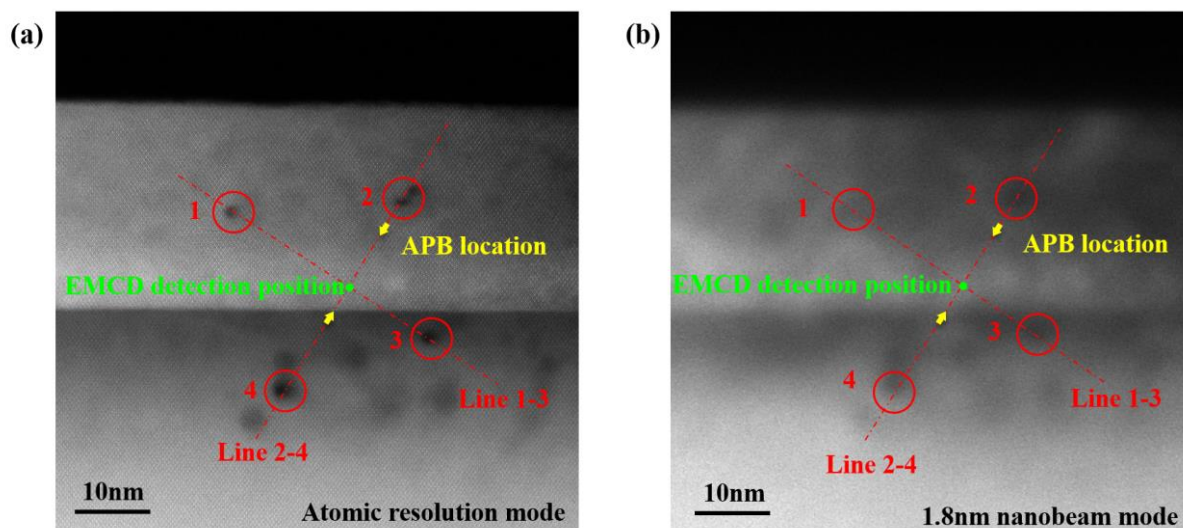 (a)
1
2
APB location
EMCD detection position
3
4
Line 1-3
Line 2-4
10nm
Atomic resolution mode
(b)
1
2
APB location
EMCD detection position
3
4
Line 1-3
Line 2-4
10nm
1.8nm nanobeam mode